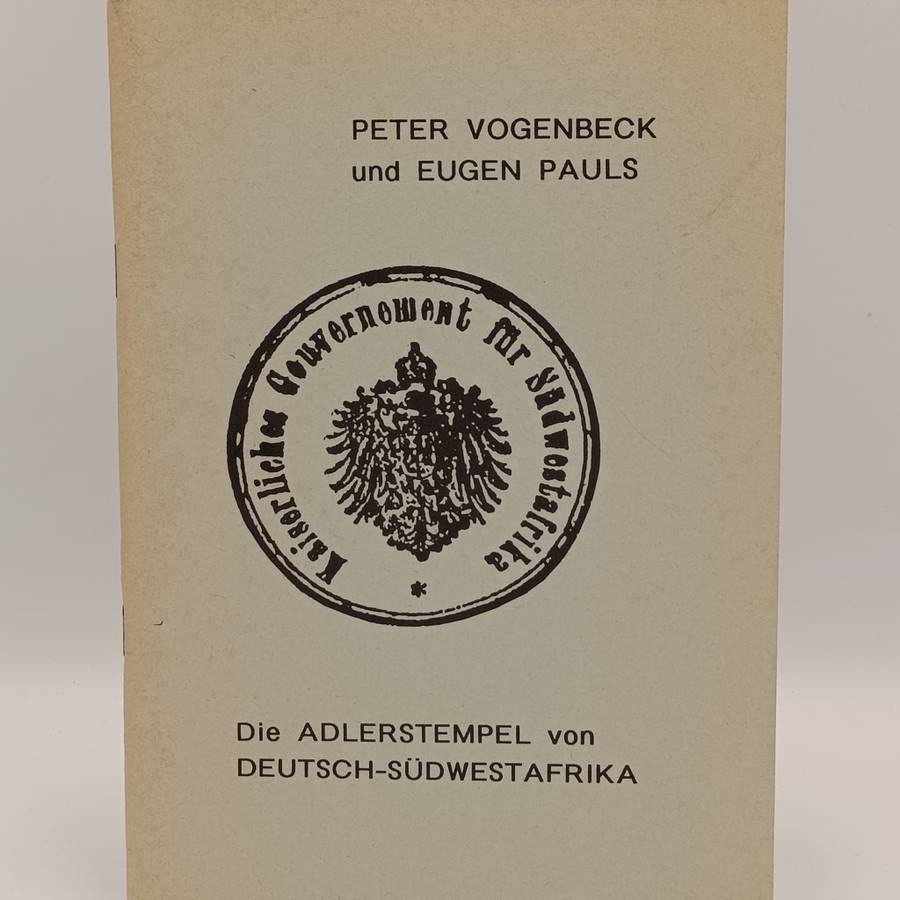 PETER VOGENBECK
und EUGEN PAULS
Kaiserliches Gouvernement für Südwestafrika
*
Die ADLERSTEMPEL von
DEUTSCH-SÜDWESTAFRIKA